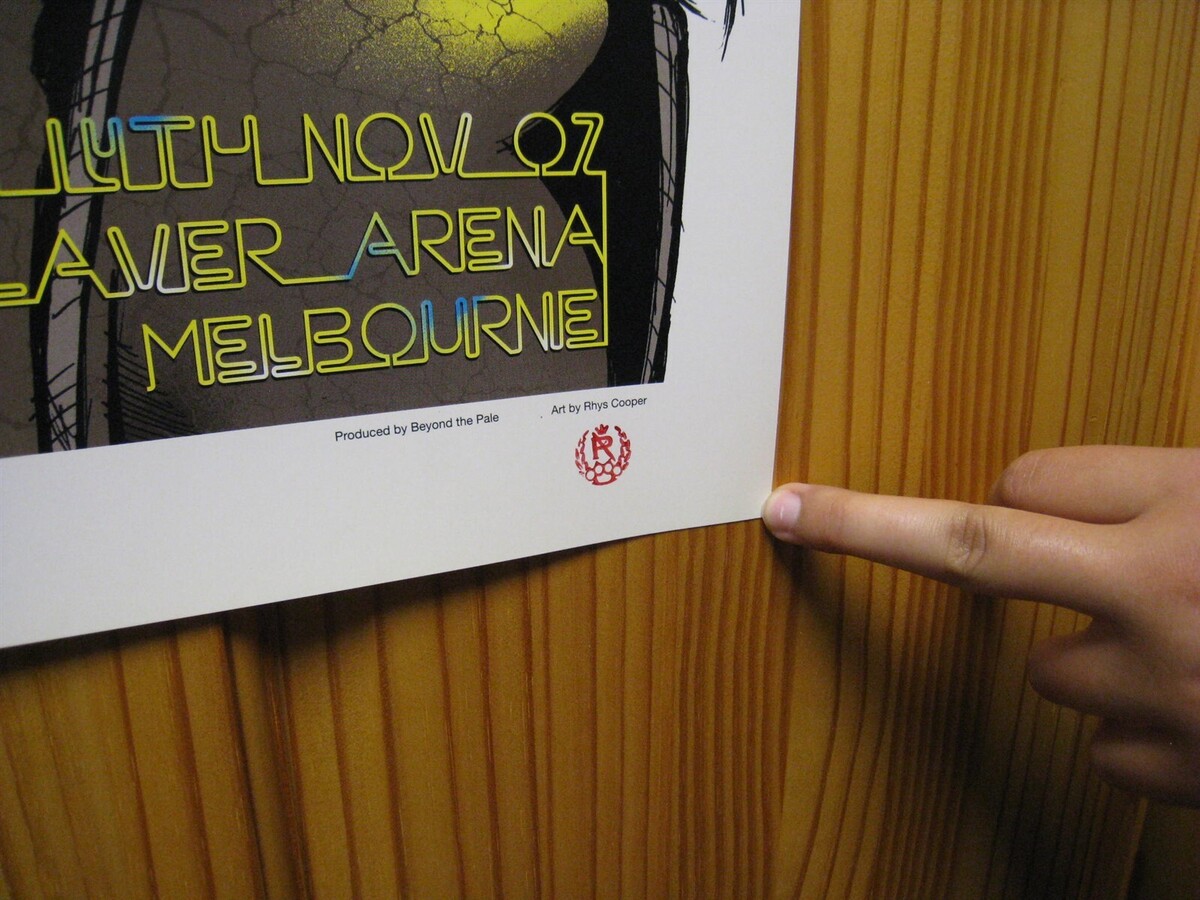 14TH NOV 07
LAVER ARENA
MELBOURNE
Produced by Beyond the Pale
Art by Rhys Cooper
R